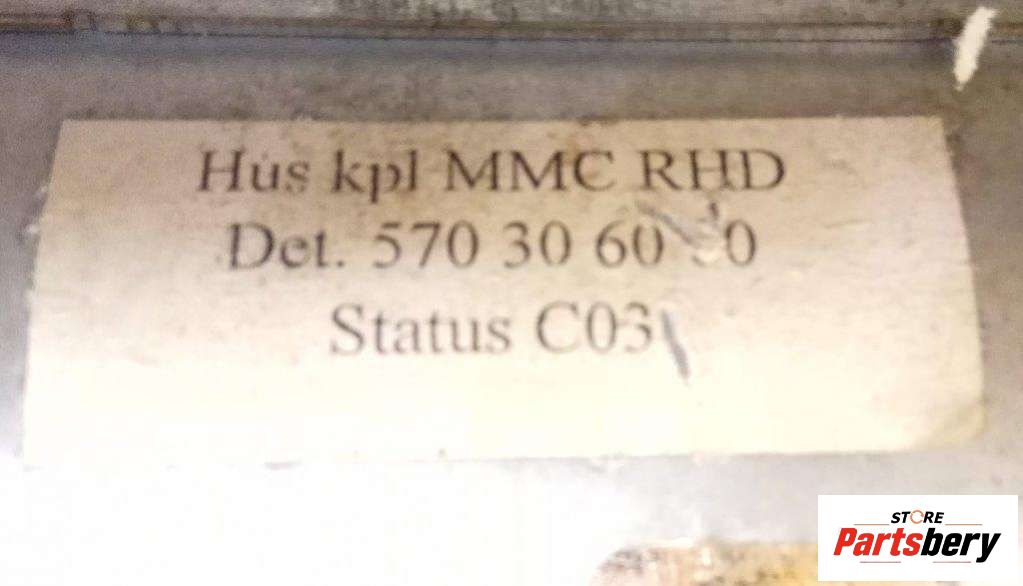 Hus kpl MMC RHD
Det. 570 30 60
Status C03
STORE
Partsbery